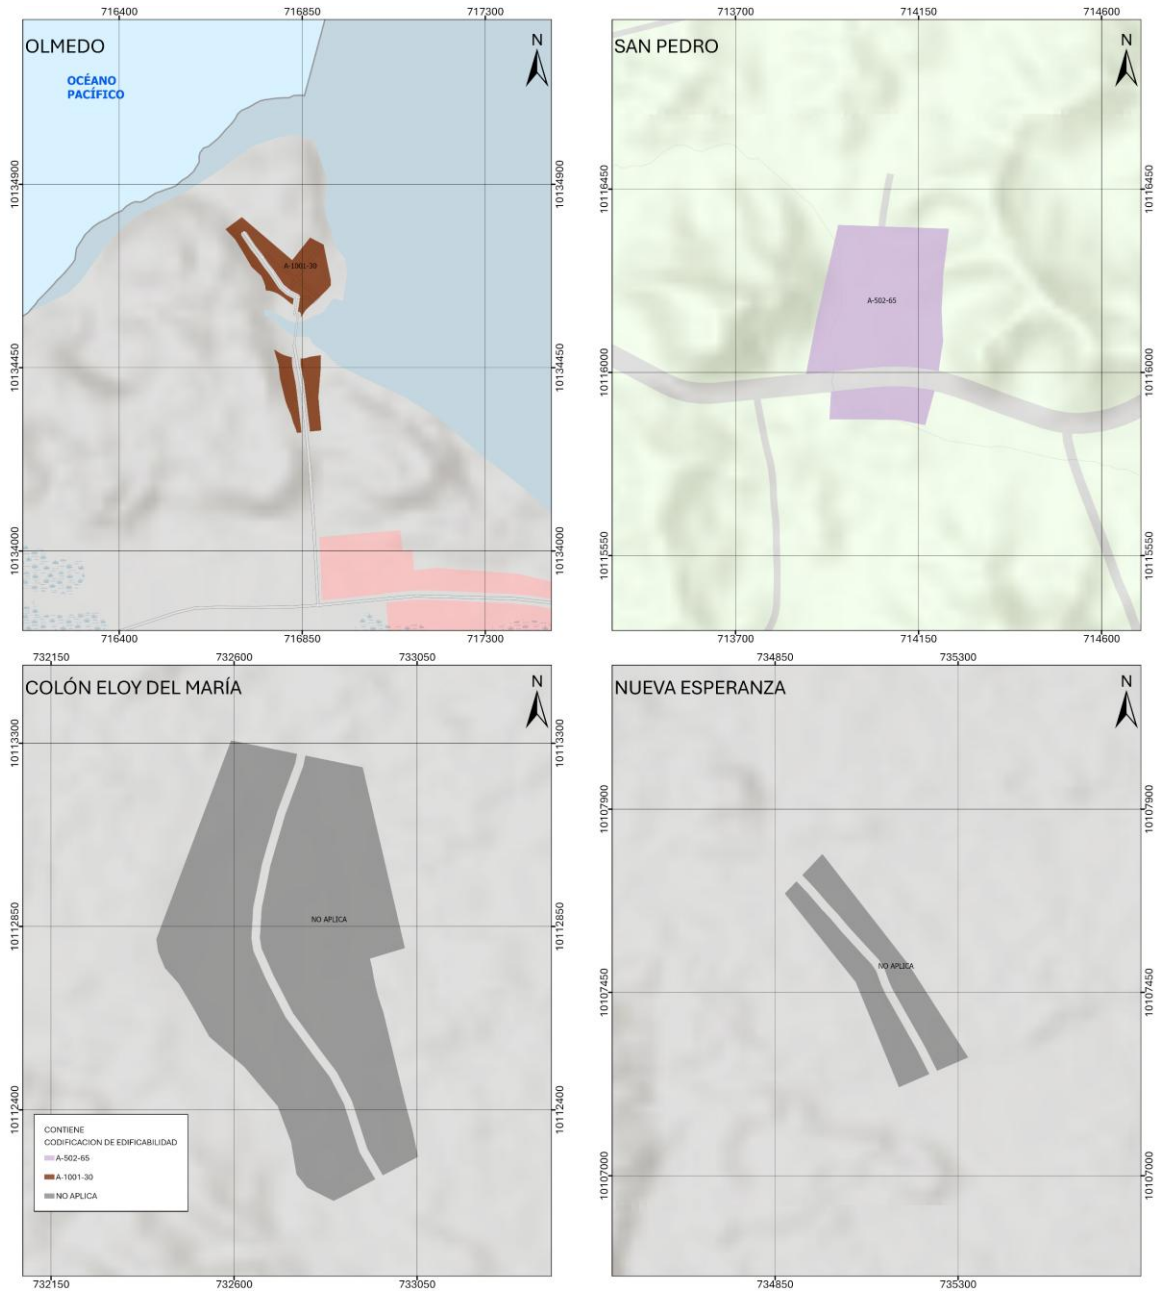 716400 716850 717300
OLMEDO
N
OCÉANO
PACÍFICO
10134900 10134900
A-1001-30
10134450 10134450
10134000 10134000
716400 716850 717300
713700 714150 714600
SAN PEDRO
N
10116450 10116450
A-502-65
10116000 10116000
10115550 10115550
713700 714150 714600
732150 732600 733050
COLÓN ELOY DEL MARÍA
N
10113300 10113300
NO APLICA
10112850 10112850
10112400 10112400
CONTIENE
CODIFICACION DE EDIFICABILIDAD
A-502-65
A-1001-30
NO APLICA
732150 732600 733050
734850 735300
NUEVA ESPERANZA
N
10107900 10107900
NO APLICA
10107450 10107450
10107000 10107000
734850 735300